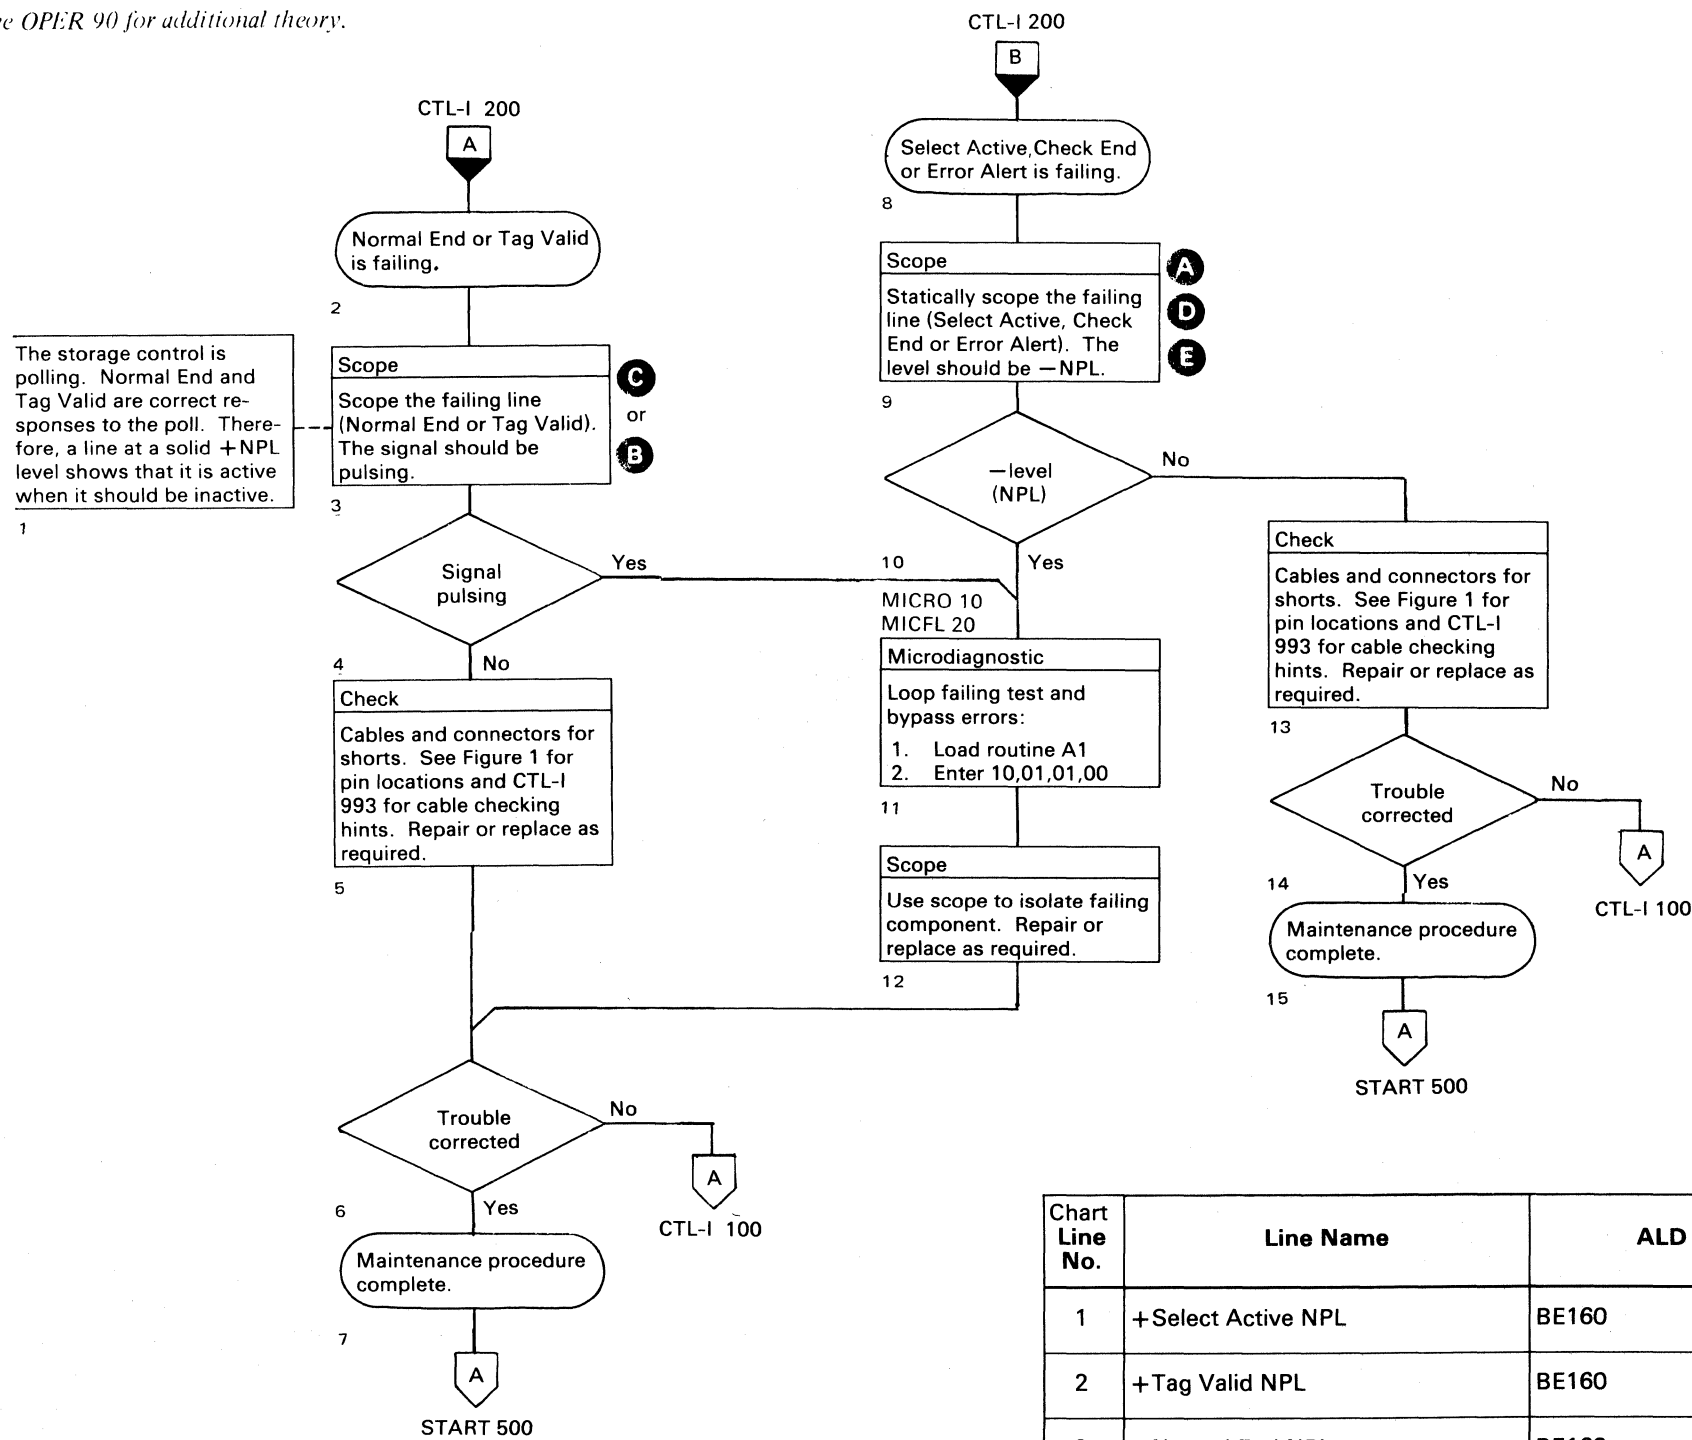 OPER 90 for additional theory.
CTL-I 200
A
Normal End or Tag Valid
is failing.
2
The storage control is
polling. Normal End and
Tag Valid are correct re-
sponses to the poll. There-
fore, a line at a solid +NPL
level shows that it is active
when it should be inactive.
1
Scope
Scope the failing line
(Normal End or Tag Valid).
The signal should be
pulsing.
C
or
B
3
Signal
pulsing
Yes
4
No
Check
Cables and connectors for
shorts. See Figure 1 for
pin locations and CTL-I
993 for cable checking
hints. Repair or replace as
required.
5
Trouble
corrected
No
A
CTL-I 100
6
Yes
Maintenance procedure
complete.
7
A
START 500
CTL-I 200
B
Select Active,Check End
or Error Alert is failing.
8
Scope
Statically scope the failing
line (Select Active, Check
End or Error Alert). The
level should be –NPL.
A
D
E
9
–level
(NPL)
No
10
Yes
MICRO 10
MICFL 20
Microdiagnostic
Loop failing test and
bypass errors:
1. Load routine A1
2. Enter 10,01,01,00
11
Scope
Use scope to isolate failing
component. Repair or
replace as required.
12
Check
Cables and connectors for
shorts. See Figure 1 for
pin locations and CTL-I
993 for cable checking
hints. Repair or replace as
required.
13
Trouble
corrected
No
A
CTL-I 100
14
Yes
Maintenance procedure
complete.
15
A
START 500
Chart
Line
No.
Line Name
ALD
1 +Select Active NPL BE160
2 +Tag Valid NPL BE160